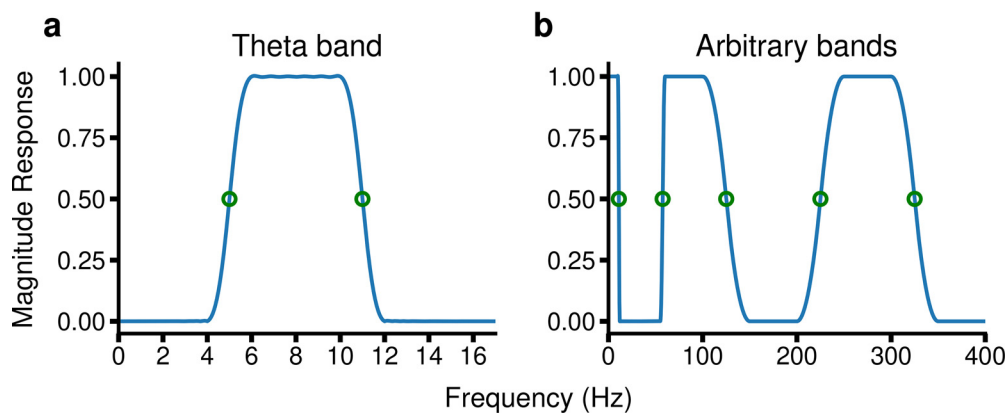 a
Theta band
Magnitude Response
1.00
0.75
0.50
0.25
0.00
0 2 4 6 8 10 12 14 16
b
Arbitrary bands
1.00
0.75
0.50
0.25
0.00
0 100 200 300 400
Frequency (Hz)